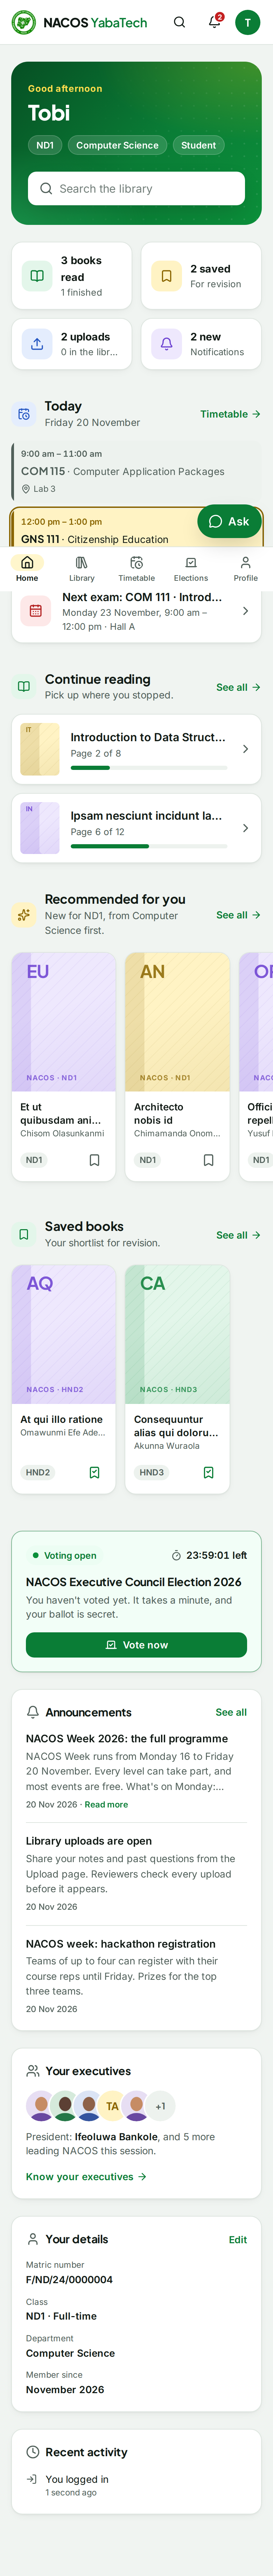 NACOS YabaTech
2
T
Good afternoon
Tobi
ND1
Computer Science
Student
Search the library
3 books
read
1 finished
2 saved
For revision
2 uploads
0 in the libr...
2 new
Notifications
Today
Friday 20 November
Timetable
9:00 am – 11:00 am
COM 115 · Computer Application Packages
Lab 3
12:00 pm – 1:00 pm
GNS 111 · Citizenship Education
Ask
Home
Library
Timetable
Elections
Profile
Next exam: COM 111 · Introd...
Monday 23 November, 9:00 am –
12:00 pm · Hall A
Continue reading
Pick up where you stopped.
See all
IT
Introduction to Data Struct...
Page 2 of 8
IN
Ipsam nesciunt incidunt la...
Page 6 of 12
Recommended for you
New for ND1, from Computer
Science first.
See all
EU
NACOS · ND1
Et ut
quibusdam ani...
Chisom Olasunkanmi
ND1
AN
NACOS · ND1
Architecto
nobis id
Chimamanda Onom...
ND1
ND1
Saved books
Your shortlist for revision.
See all
AQ
NACOS · HND2
At qui illo ratione
Omawunmi Efe Ade...
HND2
CA
NACOS · HND3
Consequuntur
alias qui doloru...
Akunna Wuraola
HND3
Voting open
23:59:01 left
NACOS Executive Council Election 2026
You haven't voted yet. It takes a minute, and
your ballot is secret.
Vote now
Announcements
See all
NACOS Week 2026: the full programme
NACOS Week runs from Monday 16 to Friday
20 November. Every level can take part, and
most events are free. What's on Monday:...
20 Nov 2026 · Read more
Library uploads are open
Share your notes and past questions from the
Upload page. Reviewers check every upload
before it appears.
20 Nov 2026
NACOS week: hackathon registration
Teams of up to four can register with their
course reps until Friday. Prizes for the top
three teams.
20 Nov 2026
Your executives
TA
+1
President: Ifeoluwa Bankole, and 5 more
leading NACOS this session.
Know your executives
Your details
Edit
Matric number
F/ND/24/0000004
Class
ND1 · Full-time
Department
Computer Science
Member since
November 2026
Recent activity
You logged in
1 second ago